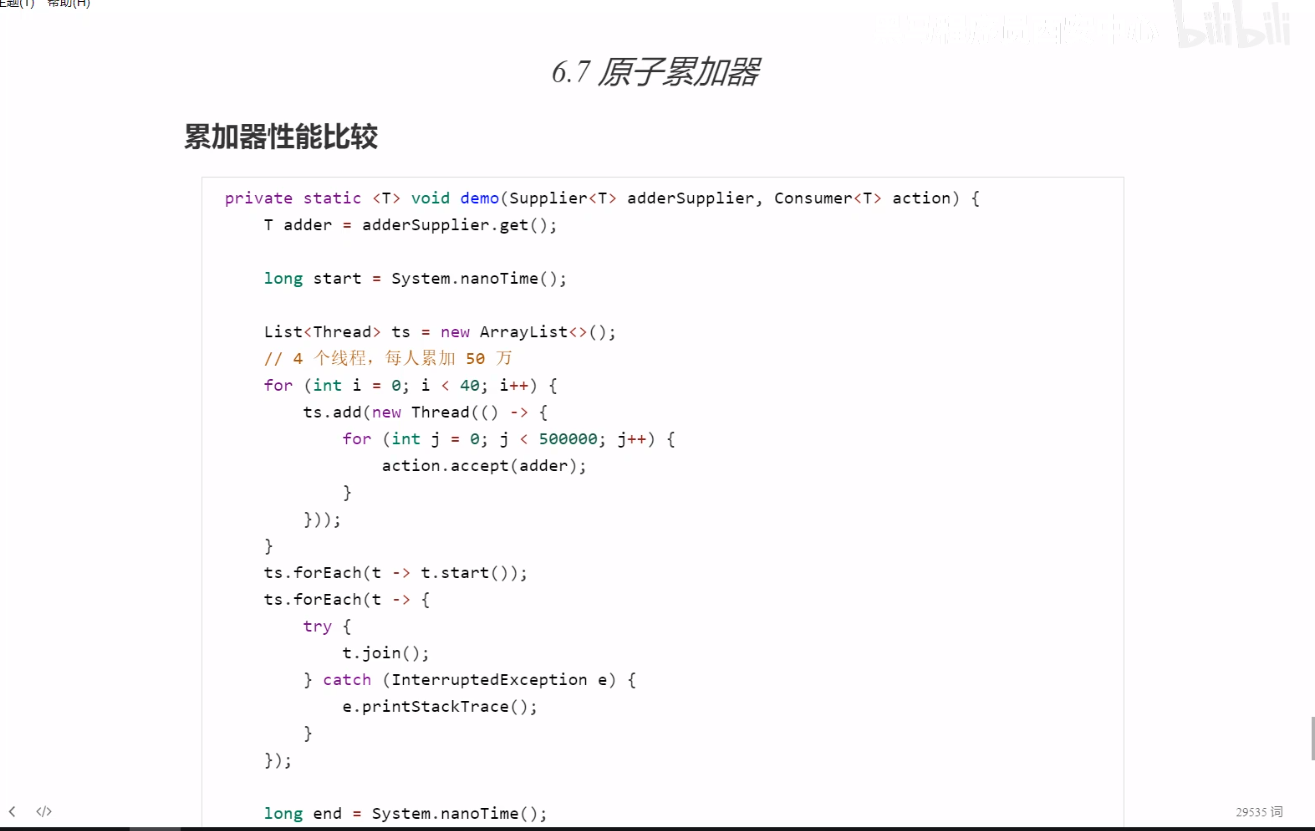 主题(T) 帮助(H)
bilibili
6.7 原子累加器
累加器性能比较
private static <T> void demo(Supplier<T> adderSupplier, Consumer<T> action) {
    T adder = adderSupplier.get();
    long start = System.nanoTime();
    List<Thread> ts = new ArrayList<>();
    // 4 个线程，每人累加 50 万
    for (int i = 0; i < 40; i++) {
        ts.add(new Thread(() -> {
            for (int j = 0; j < 500000; j++) {
                action.accept(adder);
            }
        }));
    }
    ts.forEach(t -> t.start());
    ts.forEach(t -> {
        try {
            t.join();
        } catch (InterruptedException e) {
            e.printStackTrace();
        }
    });
    long end = System.nanoTime();
< </> 29535 词